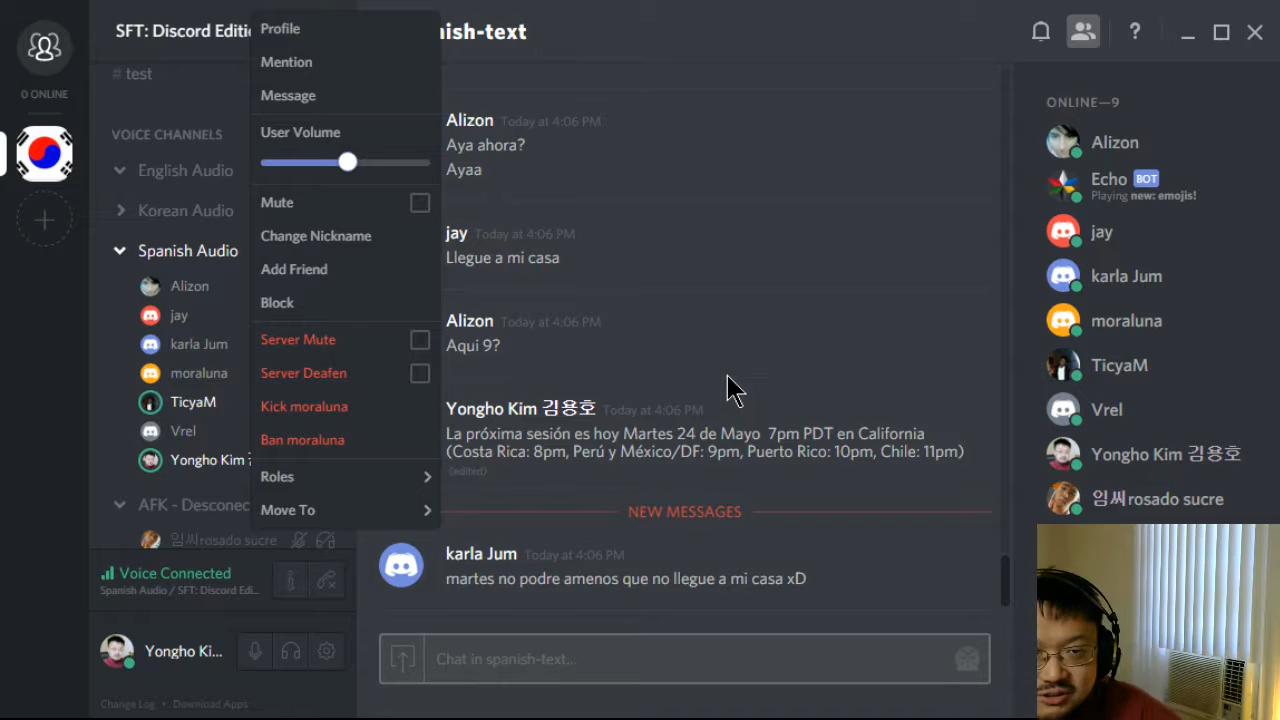 0 ONLINE
SFT: Discord Editi
# test
VOICE CHANNELS
English Audio
Korean Audio
Spanish Audio
Alizon
jay
karla Jum
moraluna
TicyaM
Vrel
Yongho Kim
AFK - Desconec
임씨rosado sucre
Voice Connected
Spanish Audio / SFT: Discord Edi...
Yongho Ki...
Change Log • Download Apps
Profile
Mention
Message
User Volume
Mute
Change Nickname
Add Friend
Block
Server Mute
Server Deafen
Kick moraluna
Ban moraluna
Roles
Move To
nish-text
Alizon Today at 4:06 PM
Aya ahora?
Ayaa
jay Today at 4:06 PM
Llegue a mi casa
Alizon Today at 4:06 PM
Aqui 9?
Yongho Kim 김용호 Today at 4:06 PM
La próxima sesión es hoy Martes 24 de Mayo 7pm PDT en California
(Costa Rica: 8pm, Perú y México/DF: 9pm, Puerto Rico: 10pm, Chile: 11pm)
(edited)
NEW MESSAGES
karla Jum Today at 4:06 PM
martes no podre amenos que no llegue a mi casa xD
Chat in spanish-text...
ONLINE—9
Alizon
Echo BOT
Playing new: emojis!
jay
karla Jum
moraluna
TicyaM
Vrel
Yongho Kim 김용호
임씨rosado sucre